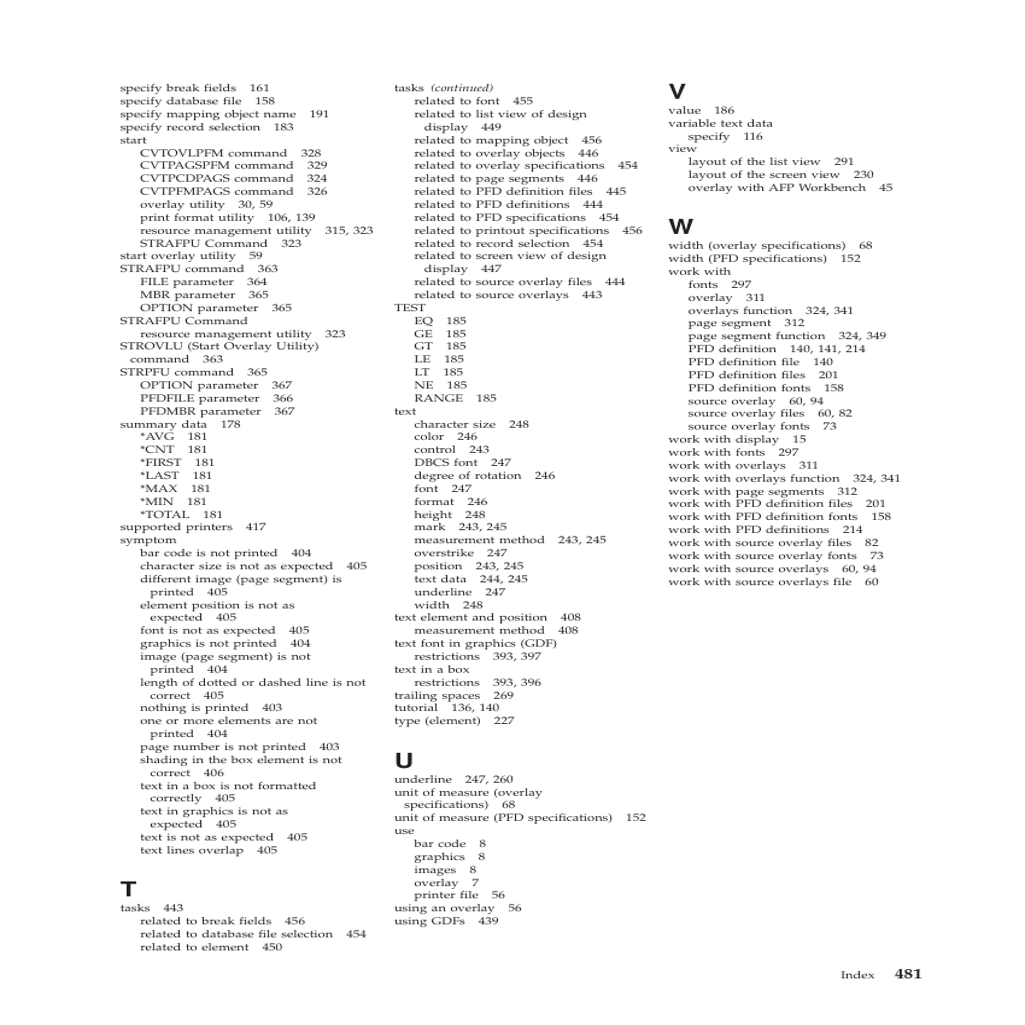 specify break fields 161
specify database file 158
specify mapping object name 191
specify record selection 183
start
CVTOVLPFM command 328
CVTPAGSPFM command 329
CVTPCDPAGS command 324
CVTPFMPAGS command 326
overlay utility 30, 59
print format utility 106, 139
resource management utility 315, 323
STRAFPU Command 323
start overlay utility 59
STRAFPU command 363
FILE parameter 364
MBR parameter 365
OPTION parameter 365
STRAFPU Command
resource management utility 323
STROVLU (Start Overlay Utility)
command 363
STRPFU command 365
OPTION parameter 367
PFDFILE parameter 366
PFDMBR parameter 367
summary data 178
*AVG 181
*CNT 181
*FIRST 181
*LAST 181
*MAX 181
*MIN 181
*TOTAL 181
supported printers 417
symptom
bar code is not printed 404
character size is not as expected 405
different image (page segment) is
printed 405
element position is not as
expected 405
font is not as expected 405
graphics is not printed 404
image (page segment) is not
printed 404
length of dotted or dashed line is not
correct 405
nothing is printed 403
one or more elements are not
printed 404
page number is not printed 403
shading in the box element is not
correct 406
text in a box is not formatted
correctly 405
text in graphics is not as
expected 405
text is not as expected 405
text lines overlap 405
T
tasks 443
related to break fields 456
related to database file selection 454
related to element 450
tasks (continued)
related to font 455
related to list view of design
display 449
related to mapping object 456
related to overlay objects 446
related to overlay specifications 454
related to page segments 446
related to PFD definition files 445
related to PFD definitions 444
related to PFD specifications 454
related to printout specifications 456
related to record selection 454
related to screen view of design
display 447
related to source overlay files 444
related to source overlays 443
TEST
EQ 185
GE 185
GT 185
LE 185
LT 185
NE 185
RANGE 185
text
character size 248
color 246
control 243
DBCS font 247
degree of rotation 246
font 247
format 246
height 248
mark 243, 245
measurement method 243, 245
overstrike 247
position 243, 245
text data 244, 245
underline 247
width 248
text element and position 408
measurement method 408
text font in graphics (GDF)
restrictions 393, 397
text in a box
restrictions 393, 396
trailing spaces 269
tutorial 136, 140
type (element) 227
U
underline 247, 260
unit of measure (overlay
specifications) 68
unit of measure (PFD specifications) 152
use
bar code 8
graphics 8
images 8
overlay 7
printer file 56
using an overlay 56
using GDFs 439
V
value 186
variable text data
specify 116
view
layout of the list view 291
layout of the screen view 230
overlay with AFP Workbench 45
W
width (overlay specifications) 68
width (PFD specifications) 152
work with
fonts 297
overlay 311
overlays function 324, 341
page segment 312
page segment function 324, 349
PFD definition 140, 141, 214
PFD definition file 140
PFD definition files 201
PFD definition fonts 158
source overlay 60, 94
source overlay files 60, 82
source overlay fonts 73
work with display 15
work with fonts 297
work with overlays 311
work with overlays function 324, 341
work with page segments 312
work with PFD definition files 201
work with PFD definition fonts 158
work with PFD definitions 214
work with source overlay files 82
work with source overlay fonts 73
work with source overlays 60, 94
work with source overlays file 60
Index 481